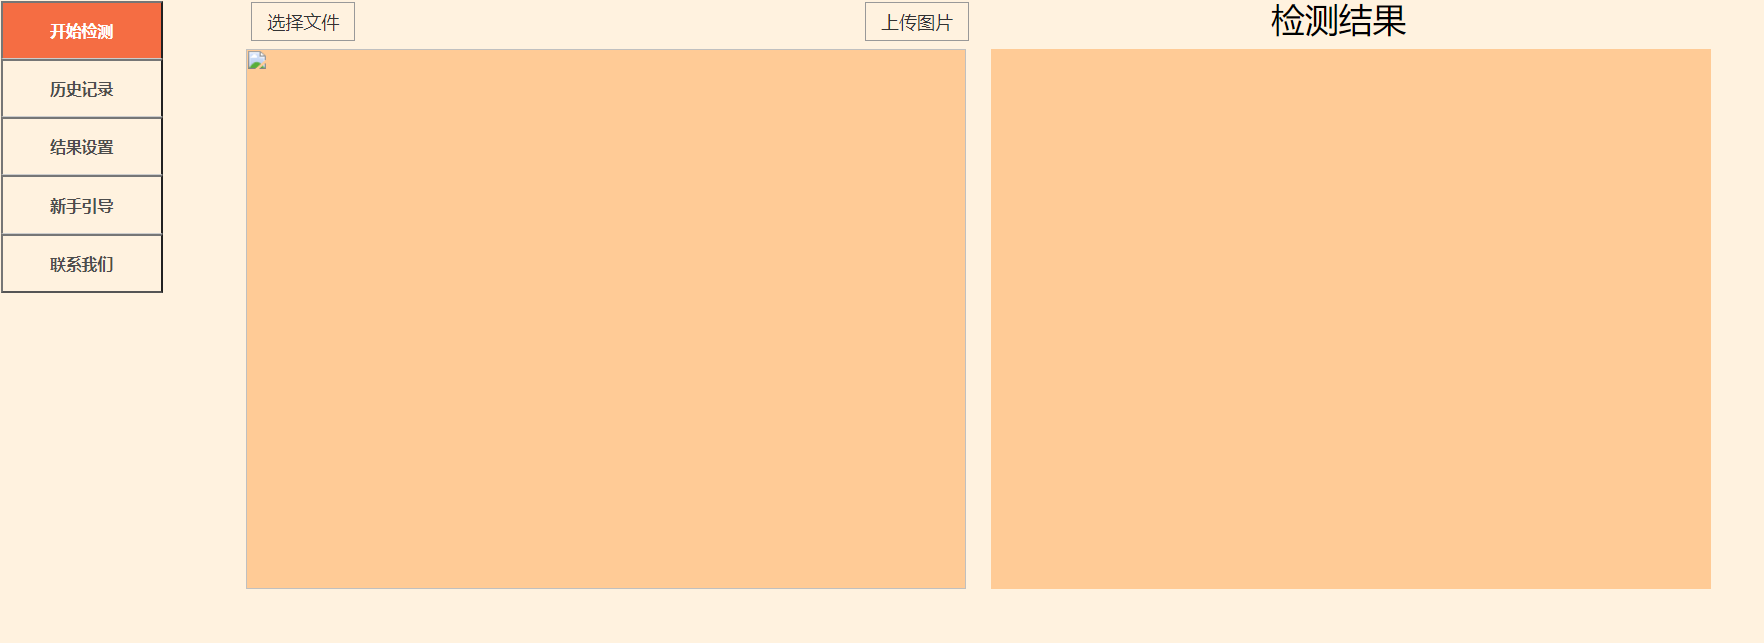 开始检测
历史记录
结果设置
新手引导
联系我们
选择文件
上传图片
检测结果